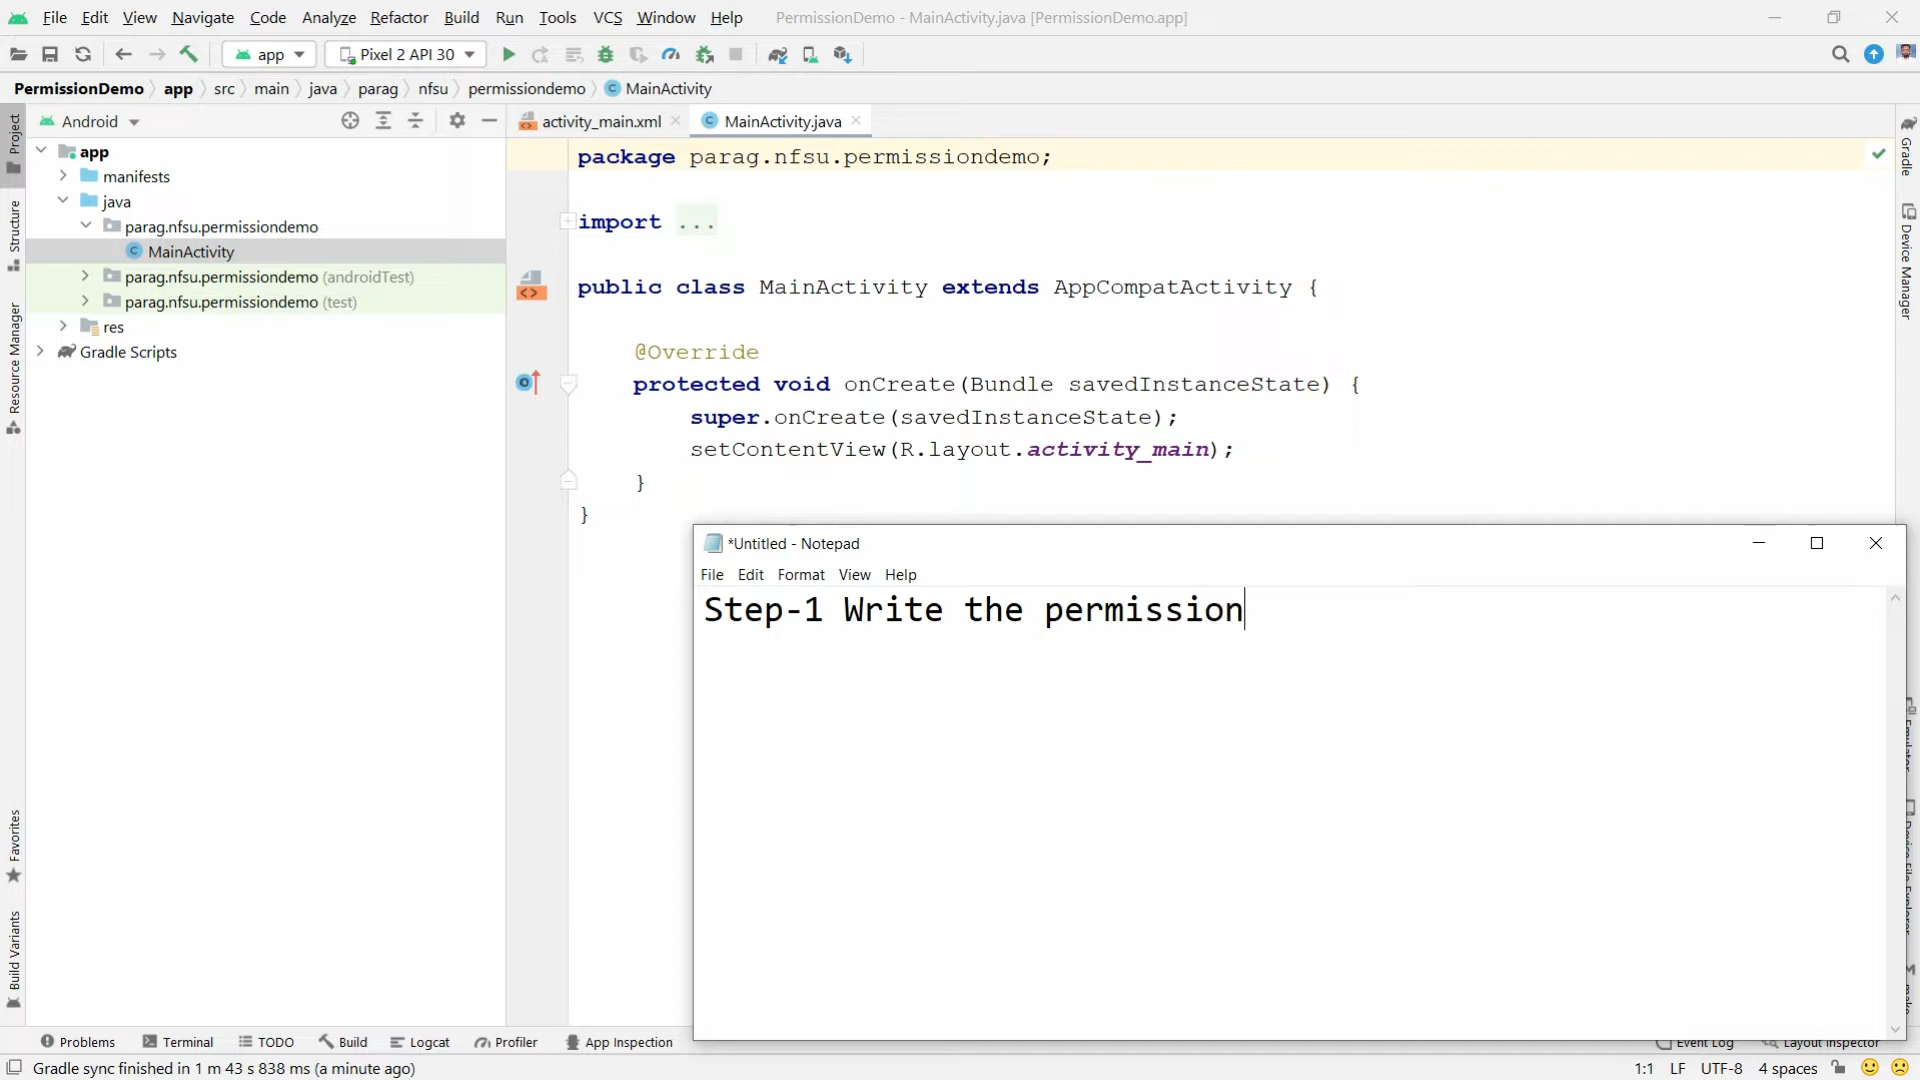 File Edit View Navigate Code Analyze Refactor Build Run Tools VCS Window Help PermissionDemo - MainActivity.java [PermissionDemo.app]
app Pixel 2 API 30
PermissionDemo app src main java parag nfsu permissiondemo MainActivity
Project
Structure
Resource Manager
Favorites
Build Variants
Android
app
manifests
java
parag.nfsu.permissiondemo
MainActivity
parag.nfsu.permissiondemo (androidTest)
parag.nfsu.permissiondemo (test)
res
Gradle Scripts
activity_main.xml MainActivity.java
package parag.nfsu.permissiondemo;
import ...
public class MainActivity extends AppCompatActivity {
@Override
protected void onCreate(Bundle savedInstanceState) {
super.onCreate(savedInstanceState);
setContentView(R.layout.activity_main);
}
}
*Untitled - Notepad
File Edit Format View Help
Step-1 Write the permission
Gradle
Device Manager
Emulator
Device File Explorer
make
Problems Terminal TODO Build Logcat Profiler App Inspection Event Log Layout Inspector
Gradle sync finished in 1 m 43 s 838 ms (a minute ago) 1:1 LF UTF-8 4 spaces